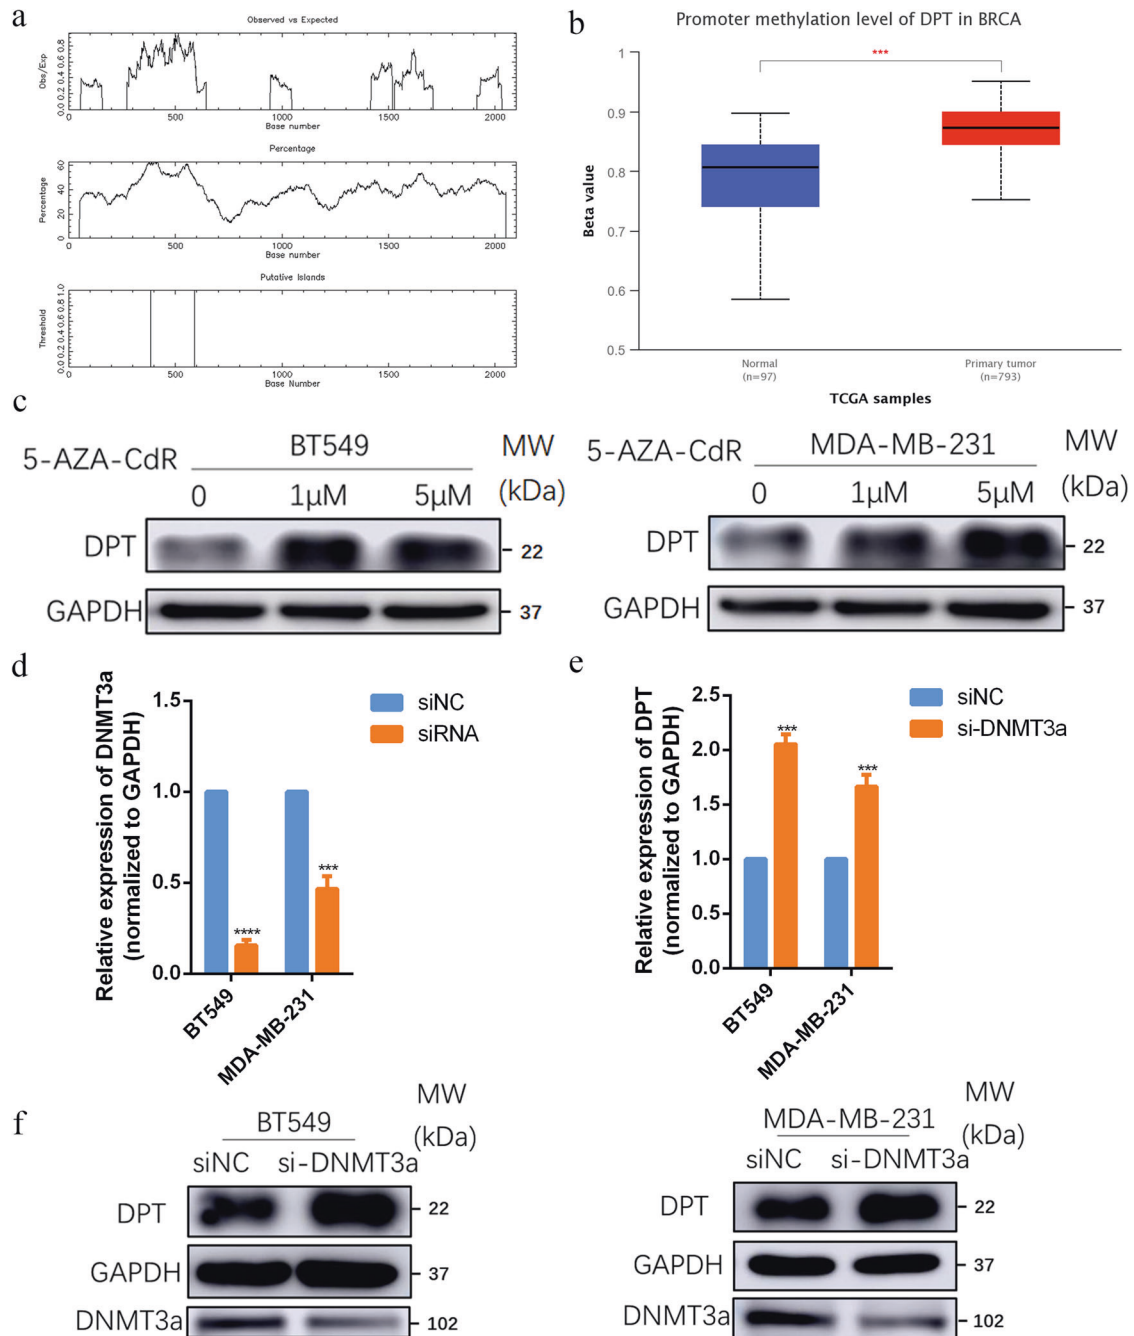 a
Observed vs Expected
Obs/Exp
0.0 0.2 0.4 0.6 0.8
0 500 1000 1500 2000
Base number
Percentage
Percentage
0 20 40 60
0 500 1000 1500 2000
Base number
Putative Islands
Threshold
0.0 0.2 0.4 0.6 0.8 1.0
0 500 1000 1500 2000
Base Number
b
Promoter methylation level of DPT in BRCA
***
Beta value
1
0.9
0.8
0.7
0.6
0.5
Normal
(n=97)
Primary tumor
(n=793)
TCGA samples
c
5-AZA-CdR
BT549
MW
(kDa)
0 1μM 5μM
DPT
22
GAPDH
37
5-AZA-CdR
MDA-MB-231
MW
(kDa)
0 1μM 5μM
DPT
22
GAPDH
37
d
Relative expression of DNMT3a
(normalized to GAPDH)
1.5
1.0
0.5
0.0
siNC
siRNA
****
***
BT549
MDA-MB-231
e
Relative expression of DPT
(normalized to GAPDH)
2.5
2.0
1.5
1.0
0.5
0.0
siNC
si-DNMT3a
***
***
BT549
MDA-MB-231
f
BT549
MW
(kDa)
siNC si-DNMT3a
DPT
22
GAPDH
37
DNMT3a
102
MDA-MB-231
MW
(kDa)
siNC si-DNMT3a
DPT
22
GAPDH
37
DNMT3a
102